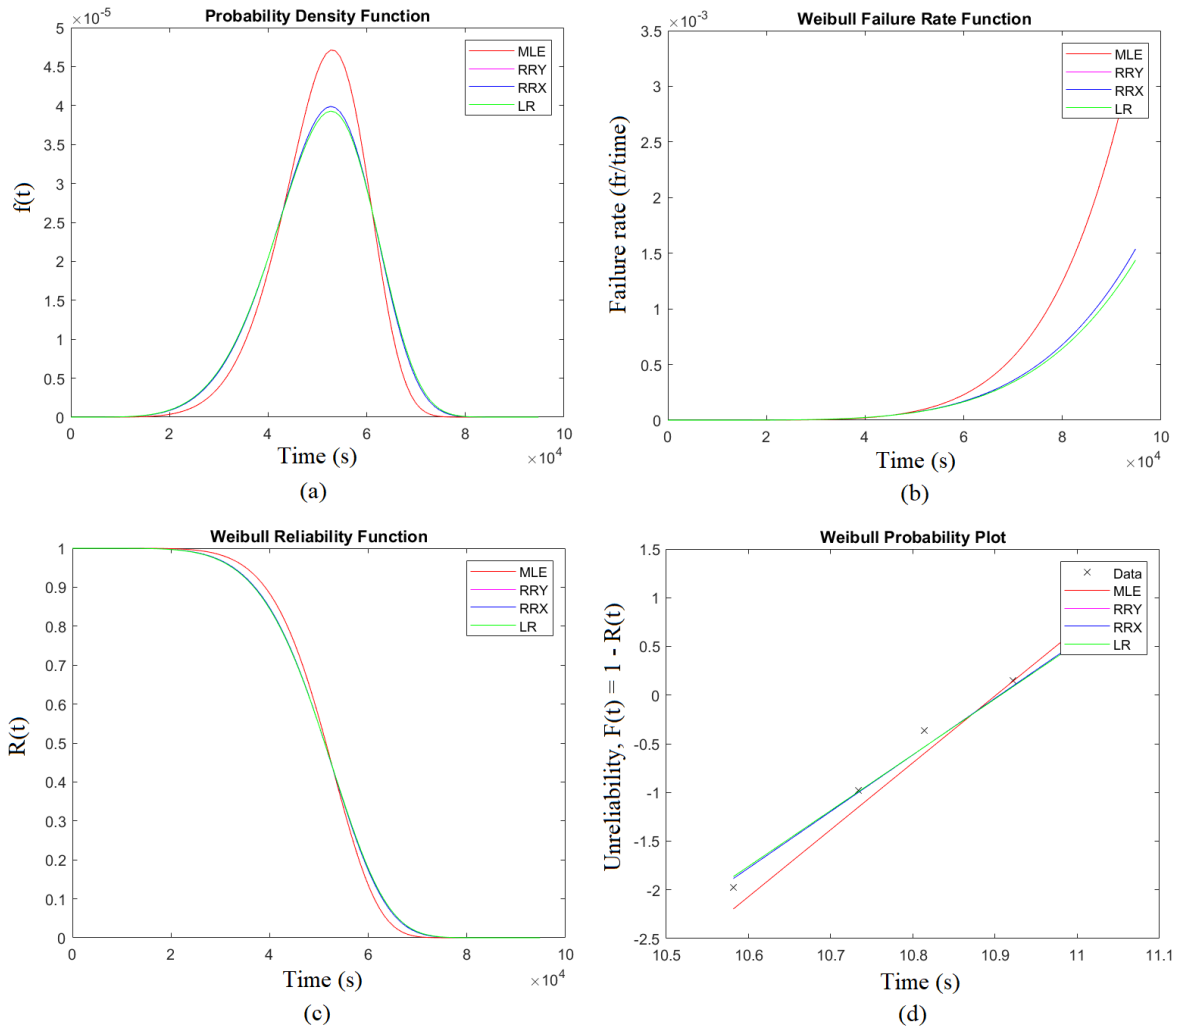 Probability Density Function
×10⁻⁵
5
4.5
4
3.5
3
2.5
2
1.5
1
0.5
0
f(t)
MLE
RRY
RRX
LR
0 2 4 6 8 10
×10⁴
Time (s)
(a)
Weibull Failure Rate Function
×10⁻³
3.5
3
2.5
2
1.5
1
0.5
0
Failure rate (fr/time)
MLE
RRY
RRX
LR
0 2 4 6 8 10
×10⁴
Time (s)
(b)
Weibull Reliability Function
1
0.9
0.8
0.7
0.6
0.5
0.4
0.3
0.2
0.1
0
R(t)
MLE
RRY
RRX
LR
0 2 4 6 8 10
×10⁴
Time (s)
(c)
Weibull Probability Plot
1.5
1
0.5
0
-0.5
-1
-1.5
-2
-2.5
Unreliability, F(t) = 1 - R(t)
Data
MLE
RRY
RRX
LR
10.5 10.6 10.7 10.8 10.9 11 11.1
Time (s)
(d)